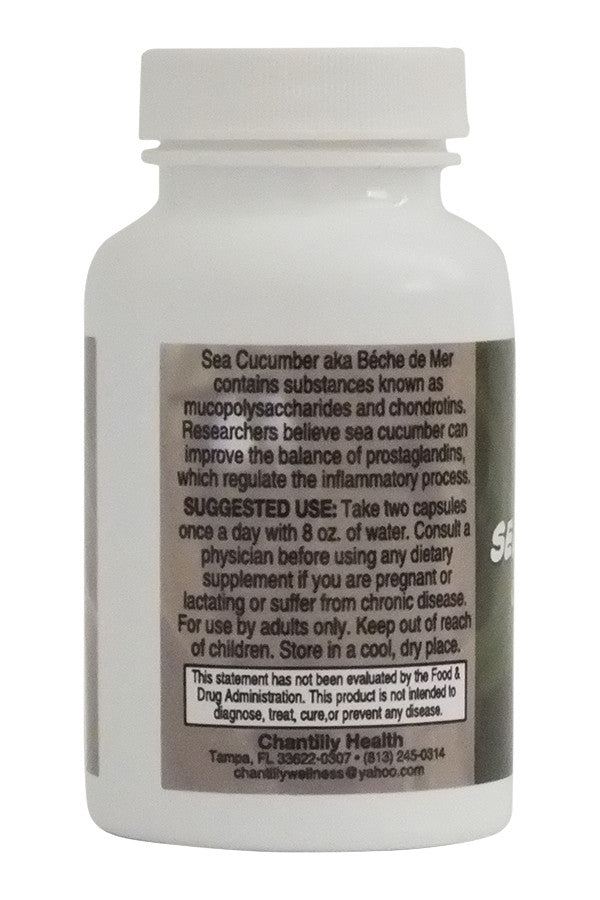 Sea Cucumber aka Béche de Mer
contains substances known as
mucopolysaccharides and chondrotins.
Researchers believe sea cucumber can
improve the balance of prostaglandins,
which regulate the inflammatory process.
SUGGESTED USE: Take two capsules
once a day with 8 oz. of water. Consult a
physician before using any dietary
supplement if you are pregnant or
lactating or suffer from chronic disease.
For use by adults only. Keep out of reach
of children. Store in a cool, dry place.
This statement has not been evaluated by the Food &
Drug Administration. This product is not intended to
diagnose, treat, cure,or prevent any disease.
Chantilly Health
Tampa, FL 33622-0307 • (813) 245-0314
chantillywellness@yahoo.com